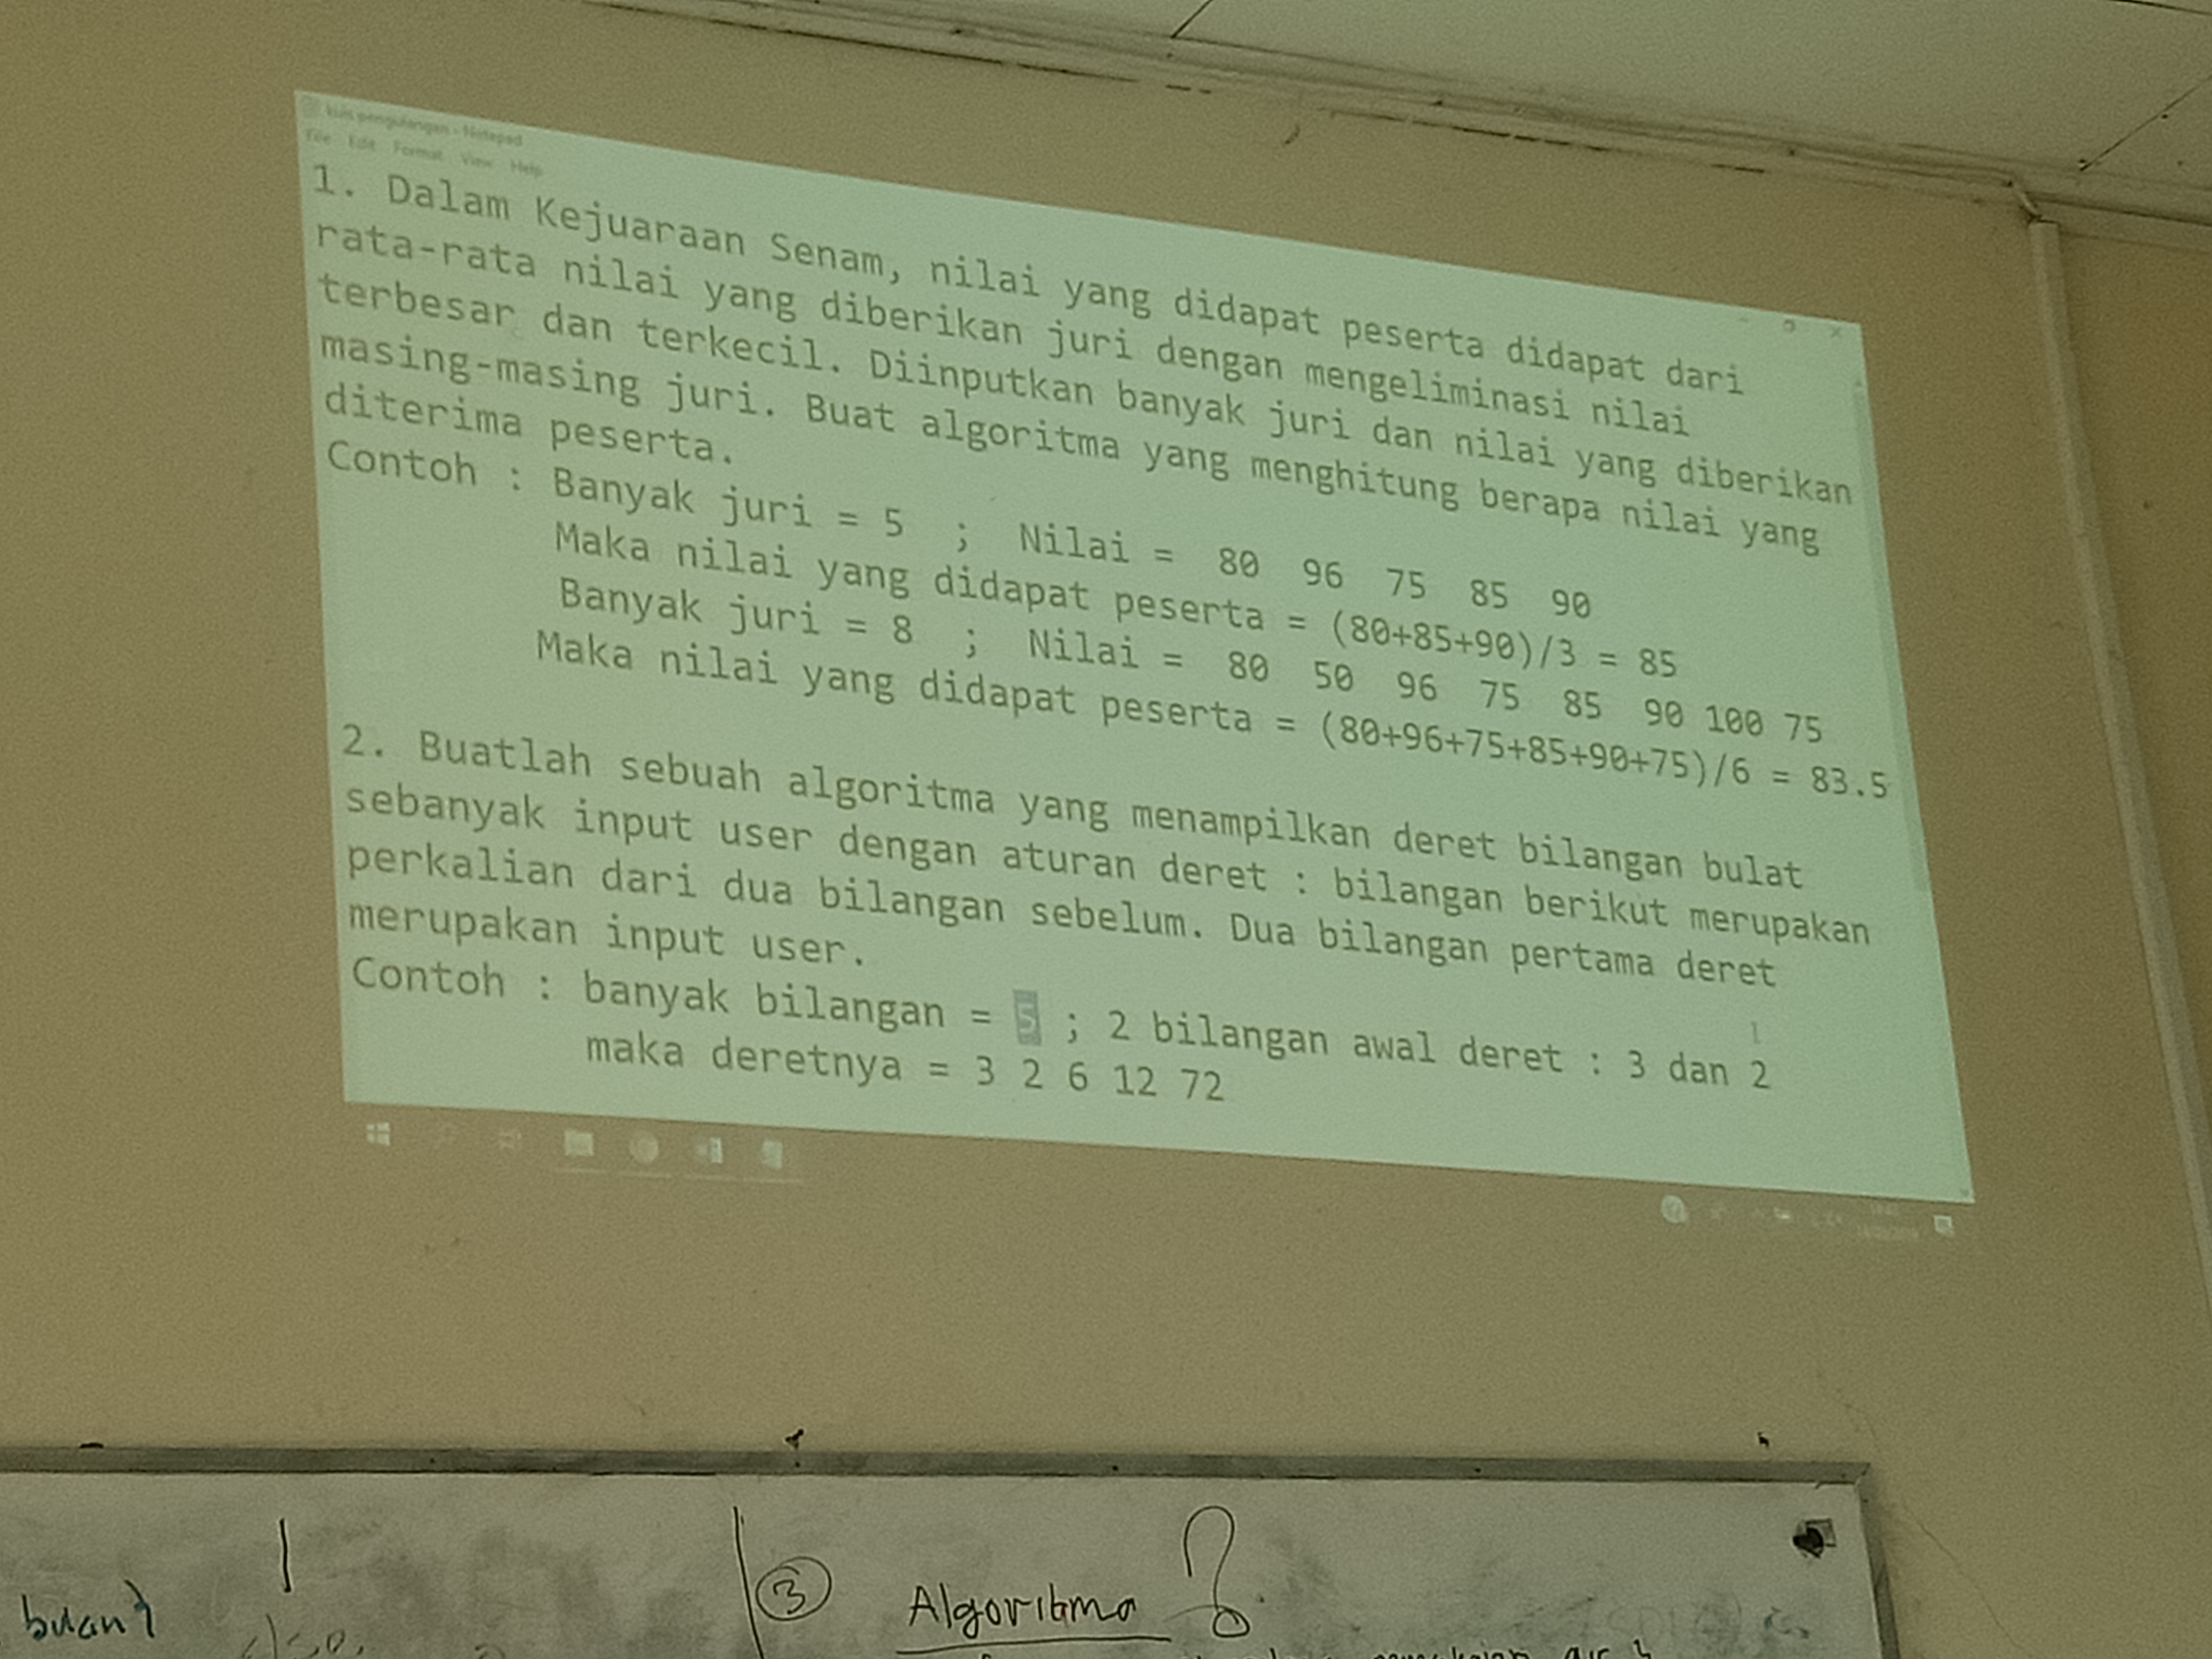 kuis pengulangan - Notepad
File Edit Format View Help
1. Dalam Kejuaraan Senam, nilai yang didapat peserta didapat dari
rata-rata nilai yang diberikan juri dengan mengeliminasi nilai
terbesar dan terkecil. Diinputkan banyak juri dan nilai yang diberikan
masing-masing juri. Buat algoritma yang menghitung berapa nilai yang
diterima peserta.
Contoh : Banyak juri = 5 ; Nilai = 80 96 75 85 90
Maka nilai yang didapat peserta = (80+85+90)/3 = 85
Banyak juri = 8 ; Nilai = 80 50 96 75 85 90 100 75
Maka nilai yang didapat peserta = (80+96+75+85+90+75)/6 = 83.5
2. Buatlah sebuah algoritma yang menampilkan deret bilangan bulat
sebanyak input user dengan aturan deret : bilangan berikut merupakan
perkalian dari dua bilangan sebelum. Dua bilangan pertama deret
merupakan input user.
Contoh : banyak bilangan = 5 ; 2 bilangan awal deret : 3 dan 2
maka deretnya = 3 2 6 12 72
bulan
3 Algoritma